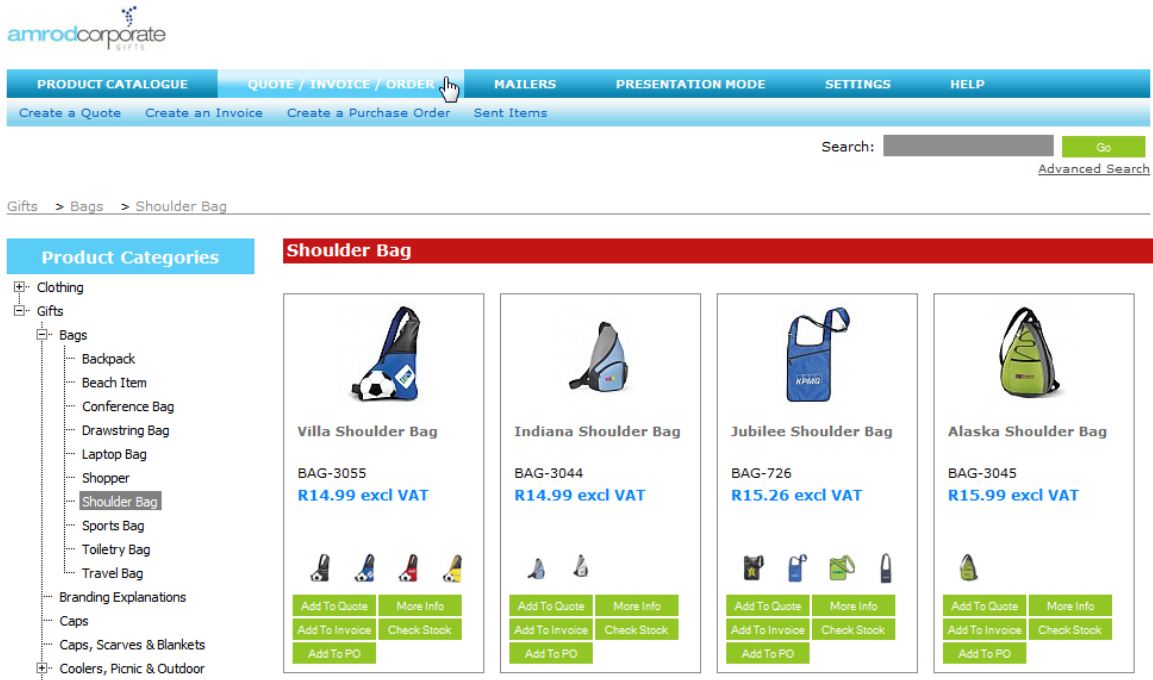 amrodcorporate
GIFTS
PRODUCT CATALOGUE QUOTE / INVOICE / ORDER MAILERS PRESENTATION MODE SETTINGS HELP
Create a Quote Create an Invoice Create a Purchase Order Sent Items
Search: Go
Advanced Search
Gifts > Bags > Shoulder Bag
Product Categories
Clothing
Gifts
Bags
Backpack
Beach Item
Conference Bag
Drawstring Bag
Laptop Bag
Shopper
Shoulder Bag
Sports Bag
Toiletry Bag
Travel Bag
Branding Explanations
Caps
Caps, Scarves & Blankets
Coolers, Picnic & Outdoor
Shoulder Bag
Villa Shoulder Bag
BAG-3055
R14.99 excl VAT
Add To Quote More Info
Add To Invoice Check Stock
Add To PO
Indiana Shoulder Bag
BAG-3044
R14.99 excl VAT
Add To Quote More Info
Add To Invoice Check Stock
Add To PO
KPMG
Jubilee Shoulder Bag
BAG-726
R15.26 excl VAT
Add To Quote More Info
Add To Invoice Check Stock
Add To PO
Alaska Shoulder Bag
BAG-3045
R15.99 excl VAT
Add To Quote More Info
Add To Invoice Check Stock
Add To PO